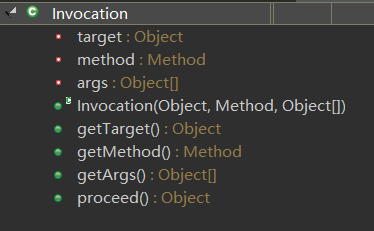 Invocation
target : Object
method : Method
args : Object[]
Invocation(Object, Method, Object[])
getTarget() : Object
getMethod() : Method
getArgs() : Object[]
proceed() : Object